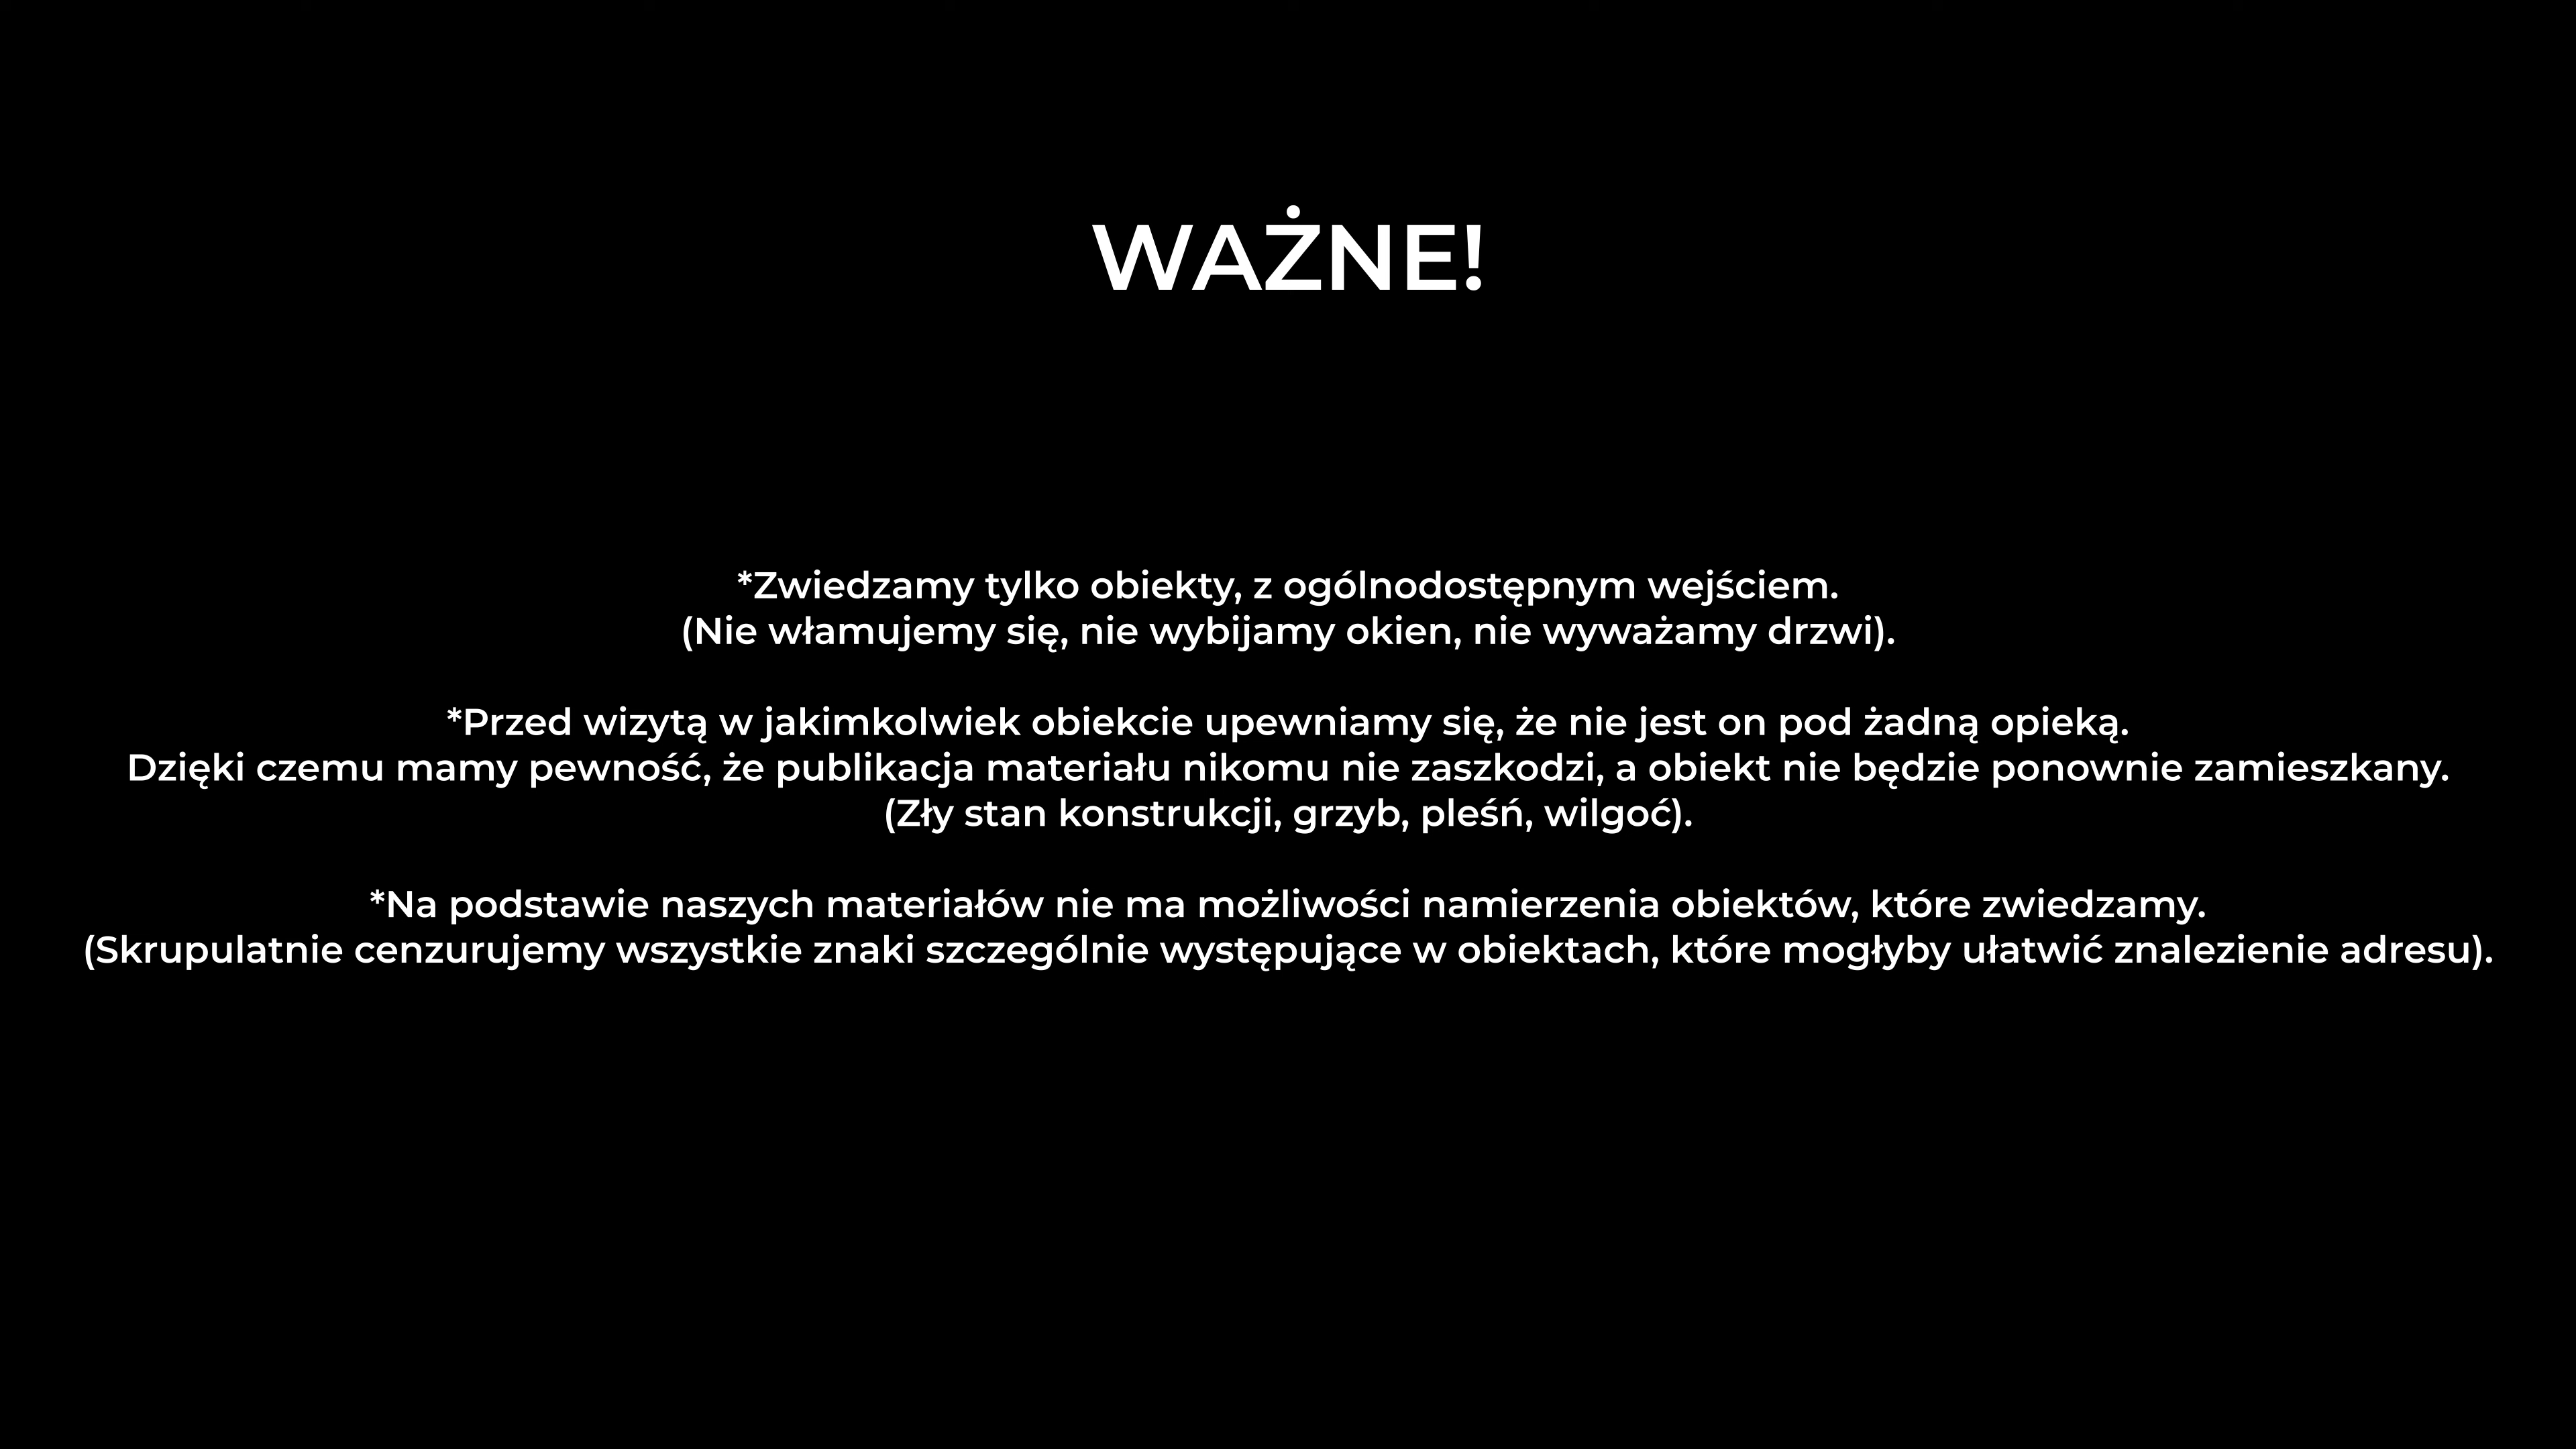 WAŻNE!
*Zwiedzamy tylko obiekty, z ogólnodostępnym wejściem.
(Nie włamujemy się, nie wybijamy okien, nie wyważamy drzwi).
*Przed wizytą w jakimkolwiek obiekcie upewniamy się, że nie jest on pod żadną opieką.
Dzięki czemu mamy pewność, że publikacja materiału nikomu nie zaszkodzi, a obiekt nie będzie ponownie zamieszkany.
(Zły stan konstrukcji, grzyb, pleśń, wilgoć).
*Na podstawie naszych materiałów nie ma możliwości namierzenia obiektów, które zwiedzamy.
(Skrupulatnie cenzurujemy wszystkie znaki szczególnie występujące w obiektach, które mogłyby ułatwić znalezienie adresu).